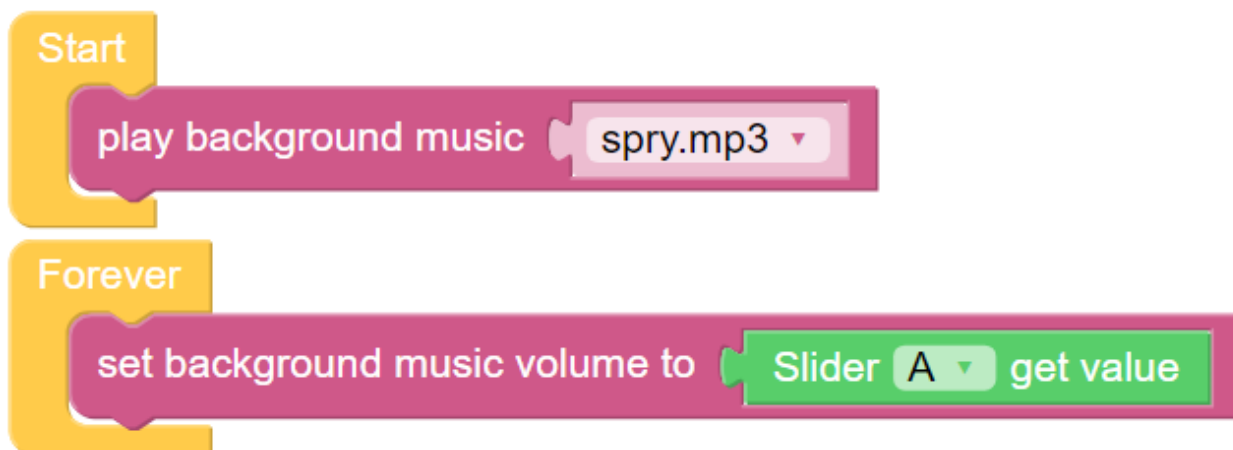 Start
play background music spry.mp3
Forever
set background music volume to Slider A get value